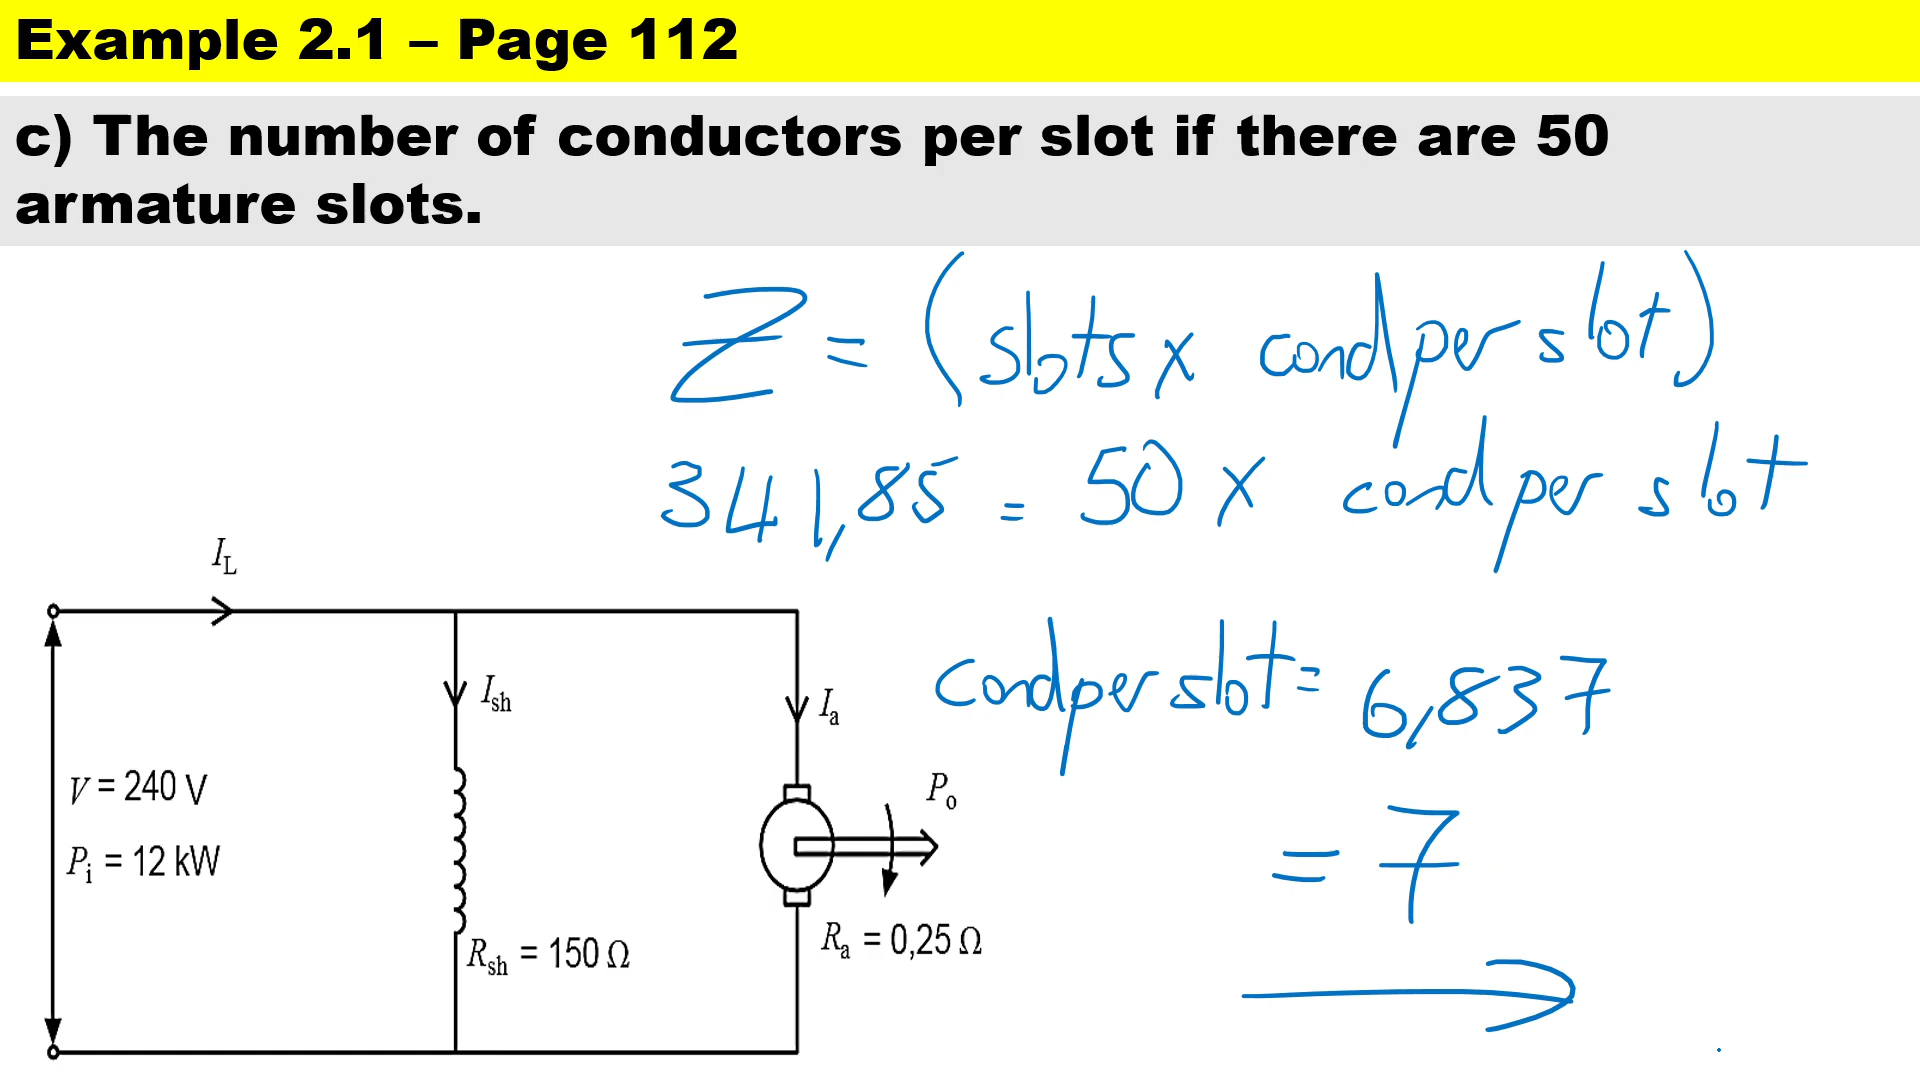 Example 2.1 – Page 112
c) The number of conductors per slot if there are 50
armature slots.
Z = (slots x cond per slot)
341,85 = 50 x cond per slot
cond per slot = 6,837
= 7
I_L
I_sh
I_a
V = 240 V
P_i = 12 kW
P_o
R_sh = 150 Ω
R_a = 0,25 Ω